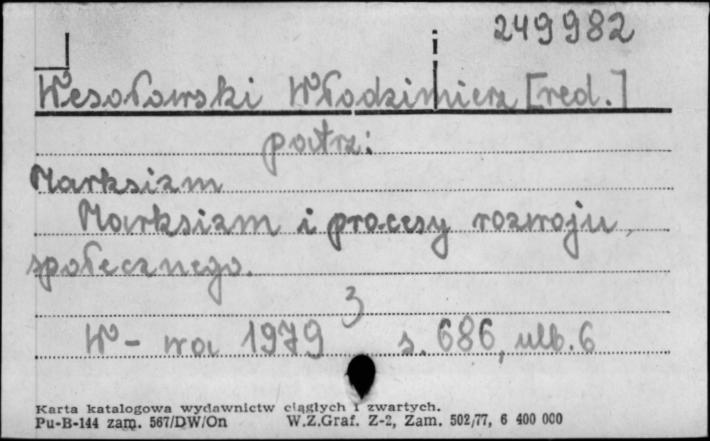 249982
Wesołowski Włodzimierz [red.]
patrz:
Marksizm
Marksizm i procesy rozwoju
społecznego.
3
W-wa 1979 s. 686, ulb. 6
Karta katalogowa wydawnictw ciągłych i zwartych.
Pu-B-144 zam. 567/DW/On W.Z.Graf. Z-2, Zam. 502/77, 6 400 000